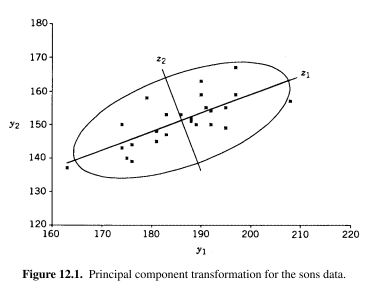 170
160
150
140
130
120
y2
z2
z1
160 170 180 190 200 210 220
y1
Figure 12.1. Principal component transformation for the sons data.